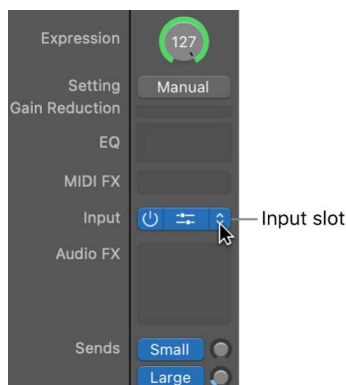 Expression 127
Setting Manual
Gain Reduction
EQ
MIDI FX
Input Input slot
Audio FX
Sends Small
Large